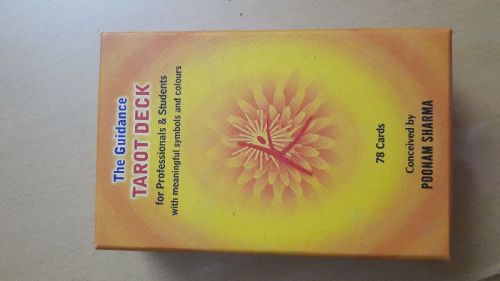 The Guidance
TAROT DECK
for Professionals & Students
with meaningful symbols and colours
78 Cards
Conceived by
POONAM SHARMA